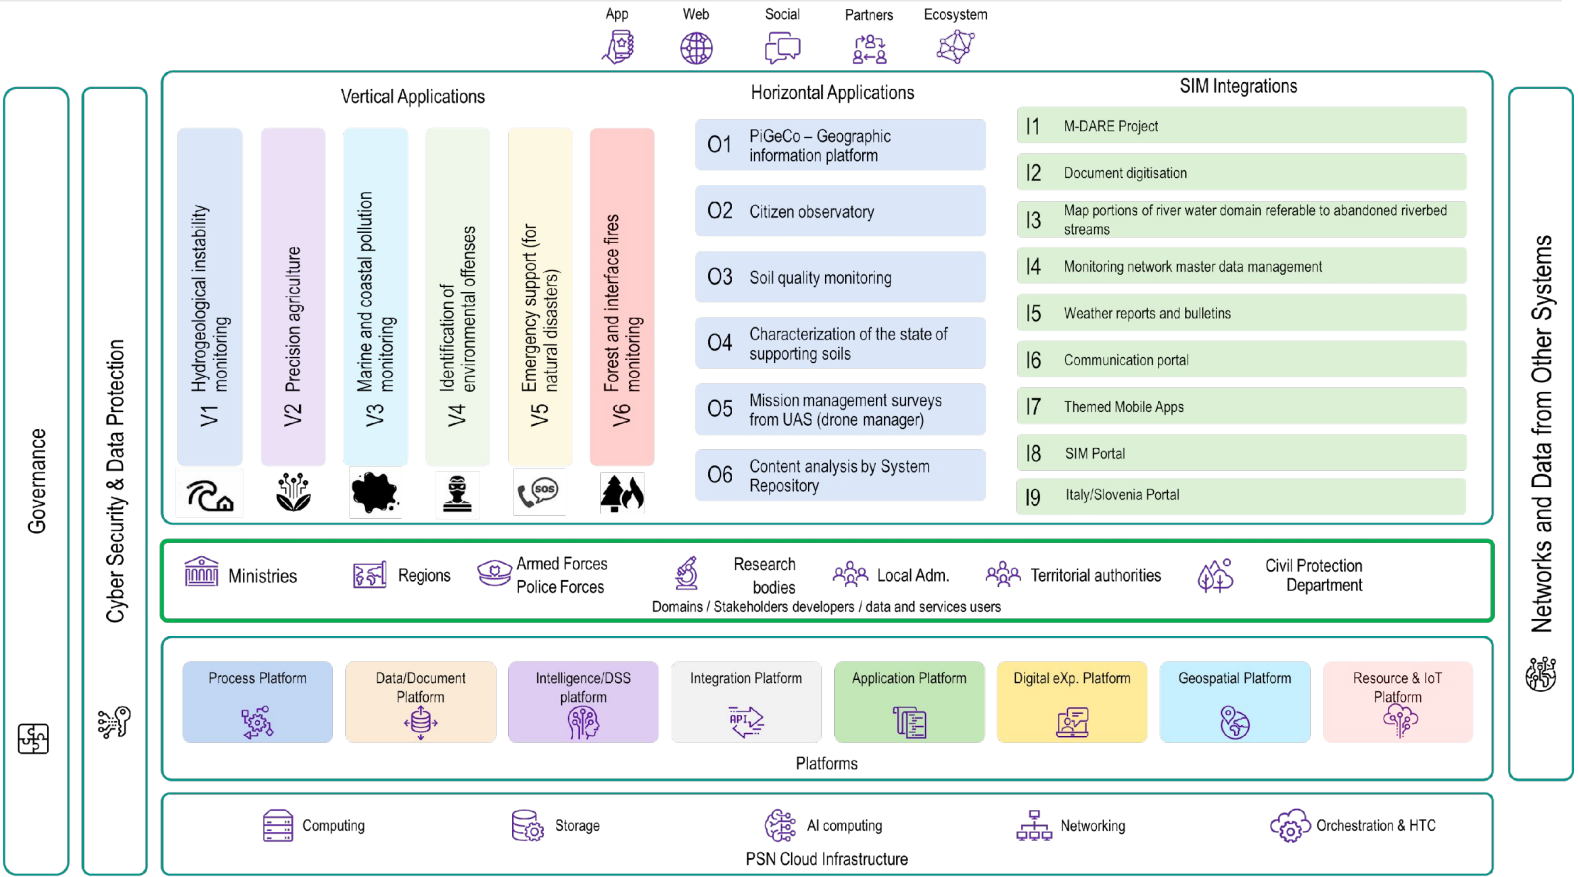 App
Web
Social
Partners
Ecosystem
Governance
Cyber Security & Data Protection
Vertical Applications
V1 Hydrogeological instability
monitoring
V2 Precision agriculture
V3 Marine and coastal pollution
monitoring
V4 Identification of
environmental offenses
V5 Emergency support (for
natural disasters)
V6 Forest and interface fires
monitoring
SOS
Horizontal Applications
O1 PiGeCo – Geographic
information platform
O2 Citizen observatory
O3 Soil quality monitoring
O4 Characterization of the state of
supporting soils
O5 Mission management surveys
from UAS (drone manager)
O6 Content analysis by System
Repository
SIM Integrations
I1 M-DARE Project
I2 Document digitisation
I3 Map portions of river water domain referable to abandoned riverbed
streams
I4 Monitoring network master data management
I5 Weather reports and bulletins
I6 Communication portal
I7 Themed Mobile Apps
I8 SIM Portal
I9 Italy/Slovenia Portal
Networks and Data from Other Systems
Ministries
Regions
Armed Forces
Police Forces
Research
bodies
Local Adm.
Territorial authorities
Civil Protection
Department
Domains / Stakeholders developers / data and services users
Process Platform
Data/Document
Platform
Intelligence/DSS
platform
Integration Platform
API
Application Platform
Digital eXp. Platform
Geospatial Platform
Resource & IoT
Platform
Platforms
Computing
Storage
AI computing
Networking
Orchestration & HTC
PSN Cloud Infrastructure